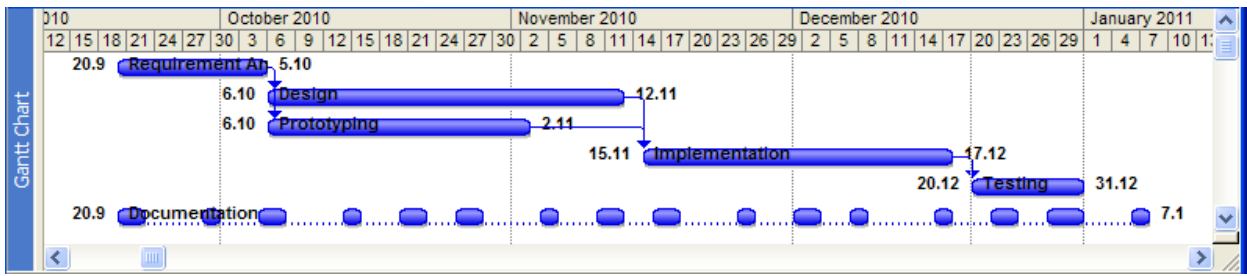 010 October 2010 November 2010 December 2010 January 2011
12 15 18 21 24 27 30 3 6 9 12 15 18 21 24 27 30 2 5 8 11 14 17 20 23 26 29 2 5 8 11 14 17 20 23 26 29 1 4 7 10 13
20.9 Requirement An 5.10
6.10 Design 12.11
6.10 Prototyping 2.11
15.11 Implementation 17.12
20.12 Testing 31.12
20.9 Documentation 7.1
Gantt Chart